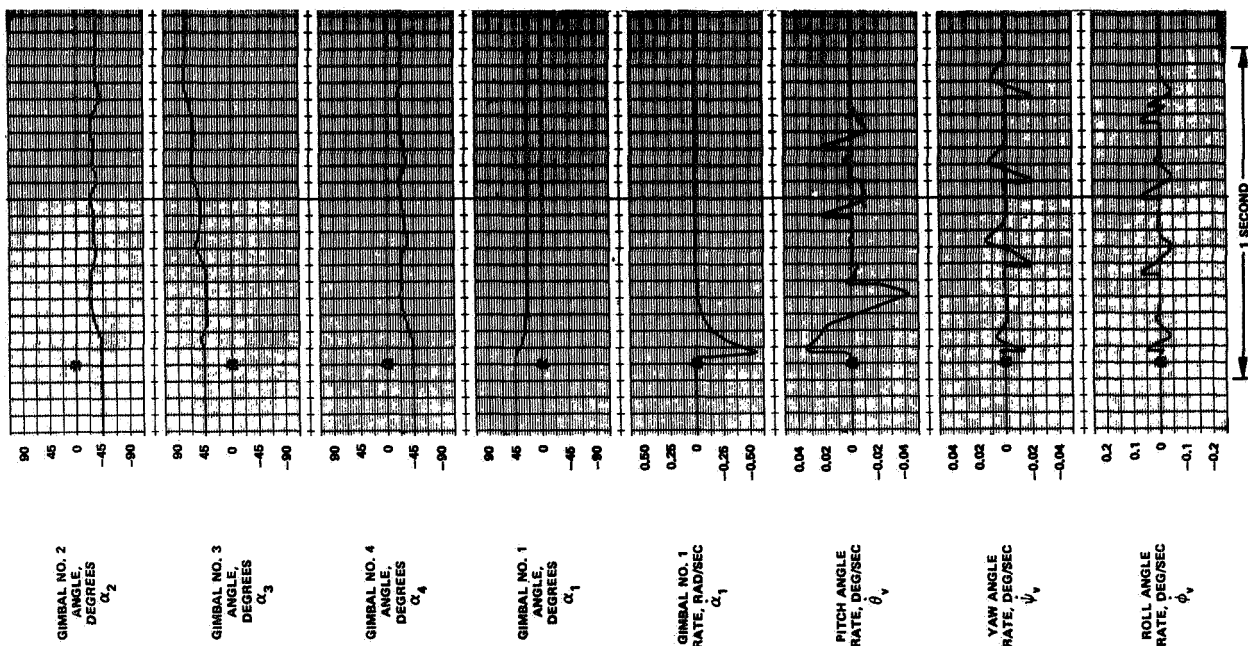 90
45
0
-45
-90
GIMBAL NO. 2
ANGLE,
DEGREES
α₂
90
45
0
-45
-90
GIMBAL NO. 3
ANGLE,
DEGREES
α₃
90
45
0
-45
-90
GIMBAL NO. 4
ANGLE,
DEGREES
α₄
90
45
0
-45
-90
GIMBAL NO. 1
ANGLE,
DEGREES
α₁
0.50
0.25
0
-0.25
-0.50
GIMBAL NO. 1
RATE, RAD/SEC
α̇₁
0.04
0.02
0
-0.02
-0.04
PITCH ANGLE
RATE, DEG/SEC
θ̇ᵥ
0.04
0.02
0
-0.02
-0.04
YAW ANGLE
RATE, DEG/SEC
ψ̇ᵥ
0.2
0.1
0
-0.1
-0.2
ROLL ANGLE
RATE, DEG/SEC
φ̇ᵥ
1 SECOND